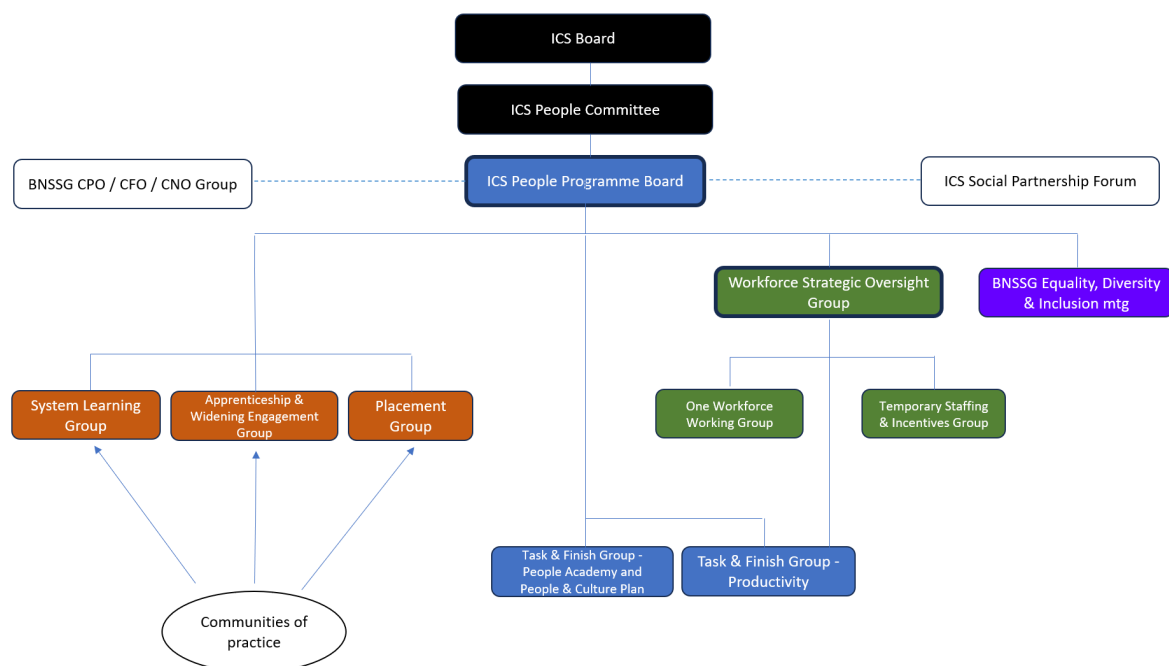 ICS Board
ICS People Committee
BNSSG CPO / CFO / CNO Group
ICS People Programme Board
ICS Social Partnership Forum
Workforce Strategic Oversight
Group
BNSSG Equality, Diversity
& Inclusion mtg
System Learning
Group
Apprenticeship &
Widening Engagement
Group
Placement
Group
One Workforce
Working Group
Temporary Staffing
& Incentives Group
Task & Finish Group -
People Academy and
People & Culture Plan
Task & Finish Group -
Productivity
Communities of
practice